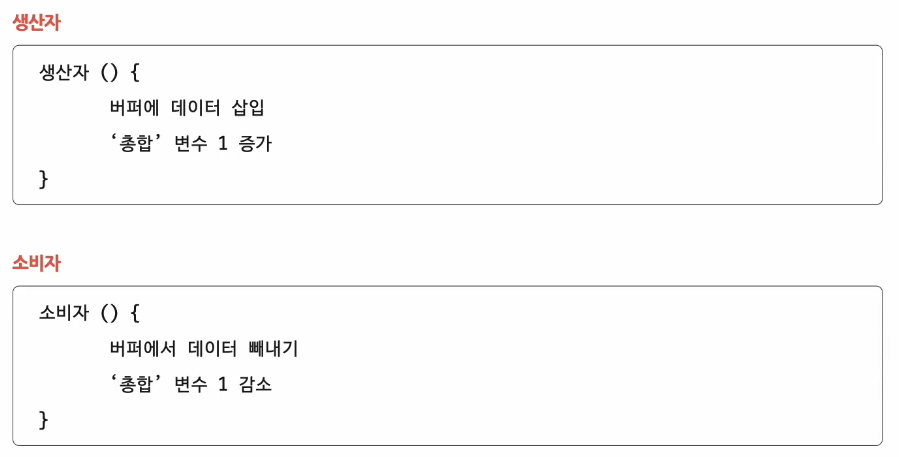 생산자
생산자 () {
버퍼에 데이터 삽입
‘총합’ 변수 1 증가
}
소비자
소비자 () {
버퍼에서 데이터 빼내기
‘총합’ 변수 1 감소
}